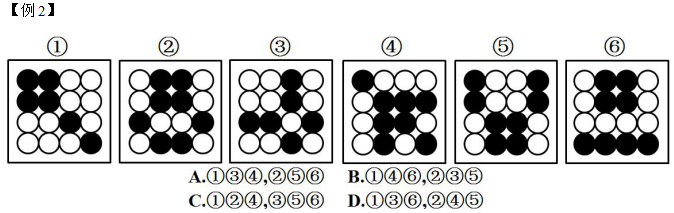 【例2】
① ② ③ ④ ⑤ ⑥
A.①③④,②⑤⑥ B.①④⑥,②③⑤
C.①②④,③⑤⑥ D.①③⑥,②④⑤